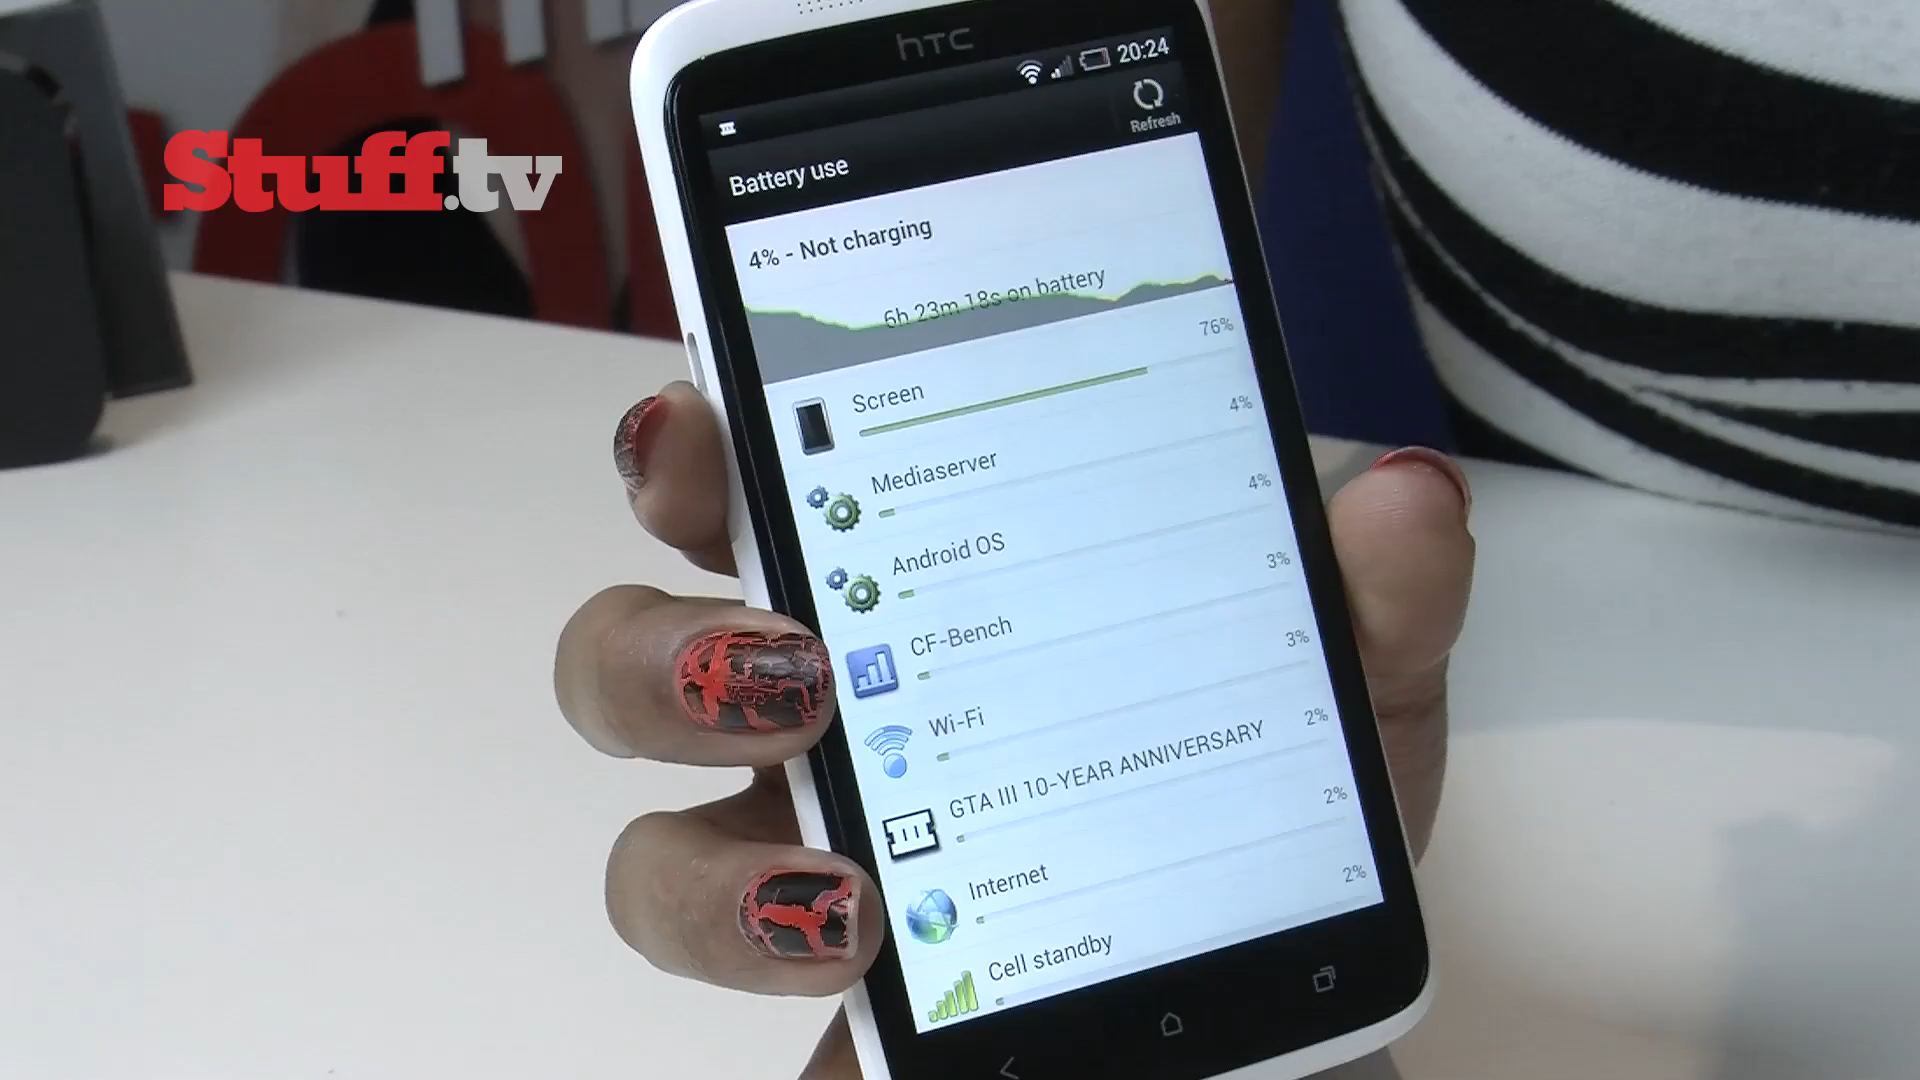 hTC
20:24
Refresh
Stuff.tv
Battery use
4% - Not charging
6h 23m 18s on battery
Screen 76%
Mediaserver 4%
Android OS 4%
CF-Bench 3%
Wi-Fi 3%
GTA III 10-YEAR ANNIVERSARY 2%
Internet 2%
Cell standby 2%